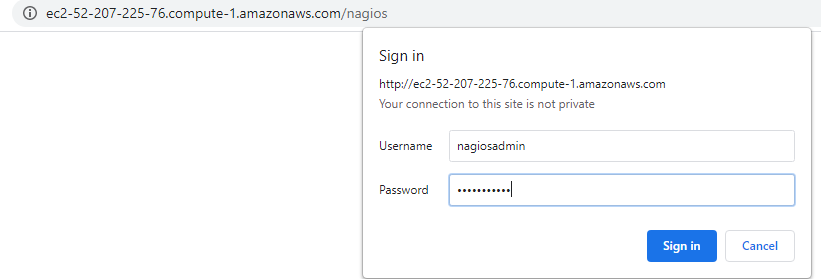 ec2-52-207-225-76.compute-1.amazonaws.com/nagios
Sign in
http://ec2-52-207-225-76.compute-1.amazonaws.com
Your connection to this site is not private
Username nagiosadmin
Password •••••••••••
Sign in Cancel